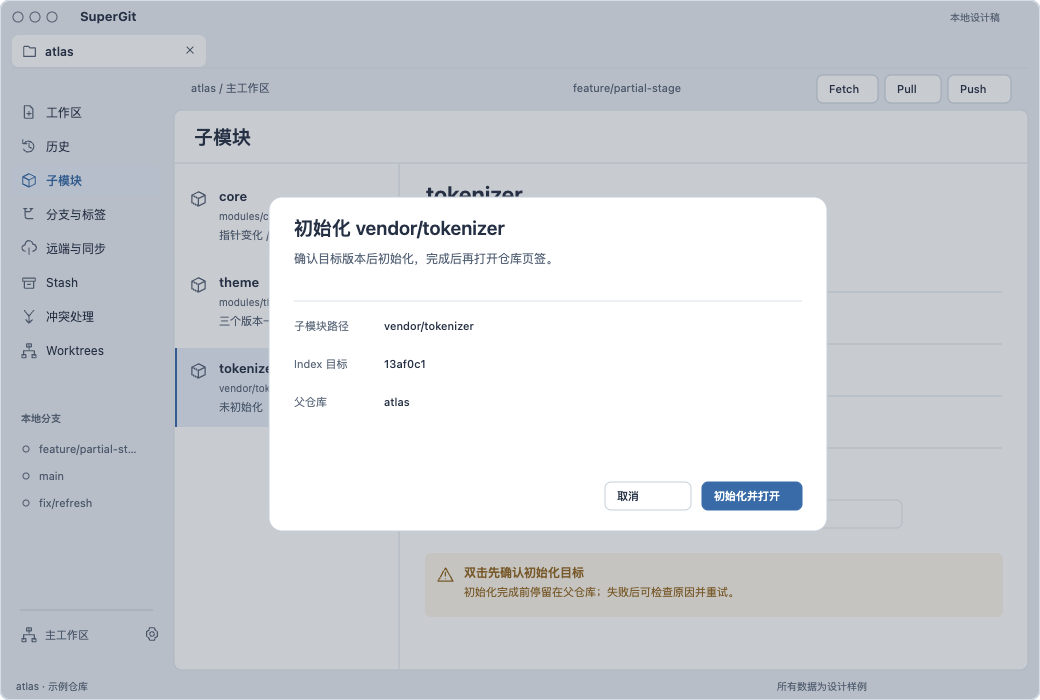 SuperGit
本地设计稿
atlas
atlas / 主工作区
feature/partial-stage
Fetch
Pull
Push
工作区
历史
子模块
分支与标签
远端与同步
Stash
冲突处理
Worktrees
本地分支
feature/partial-st...
main
fix/refresh
主工作区
子模块
core
modules/c
指针变化 /
theme
modules/t
三个版本一
tokenize
vendor/tok
未初始化
tokenizer
初始化 vendor/tokenizer
确认目标版本后初始化，完成后再打开仓库页签。
子模块路径
vendor/tokenizer
Index 目标
13af0c1
父仓库
atlas
取消
初始化并打开
双击先确认初始化目标
初始化完成前停留在父仓库；失败后可检查原因并重试。
atlas · 示例仓库
所有数据为设计样例